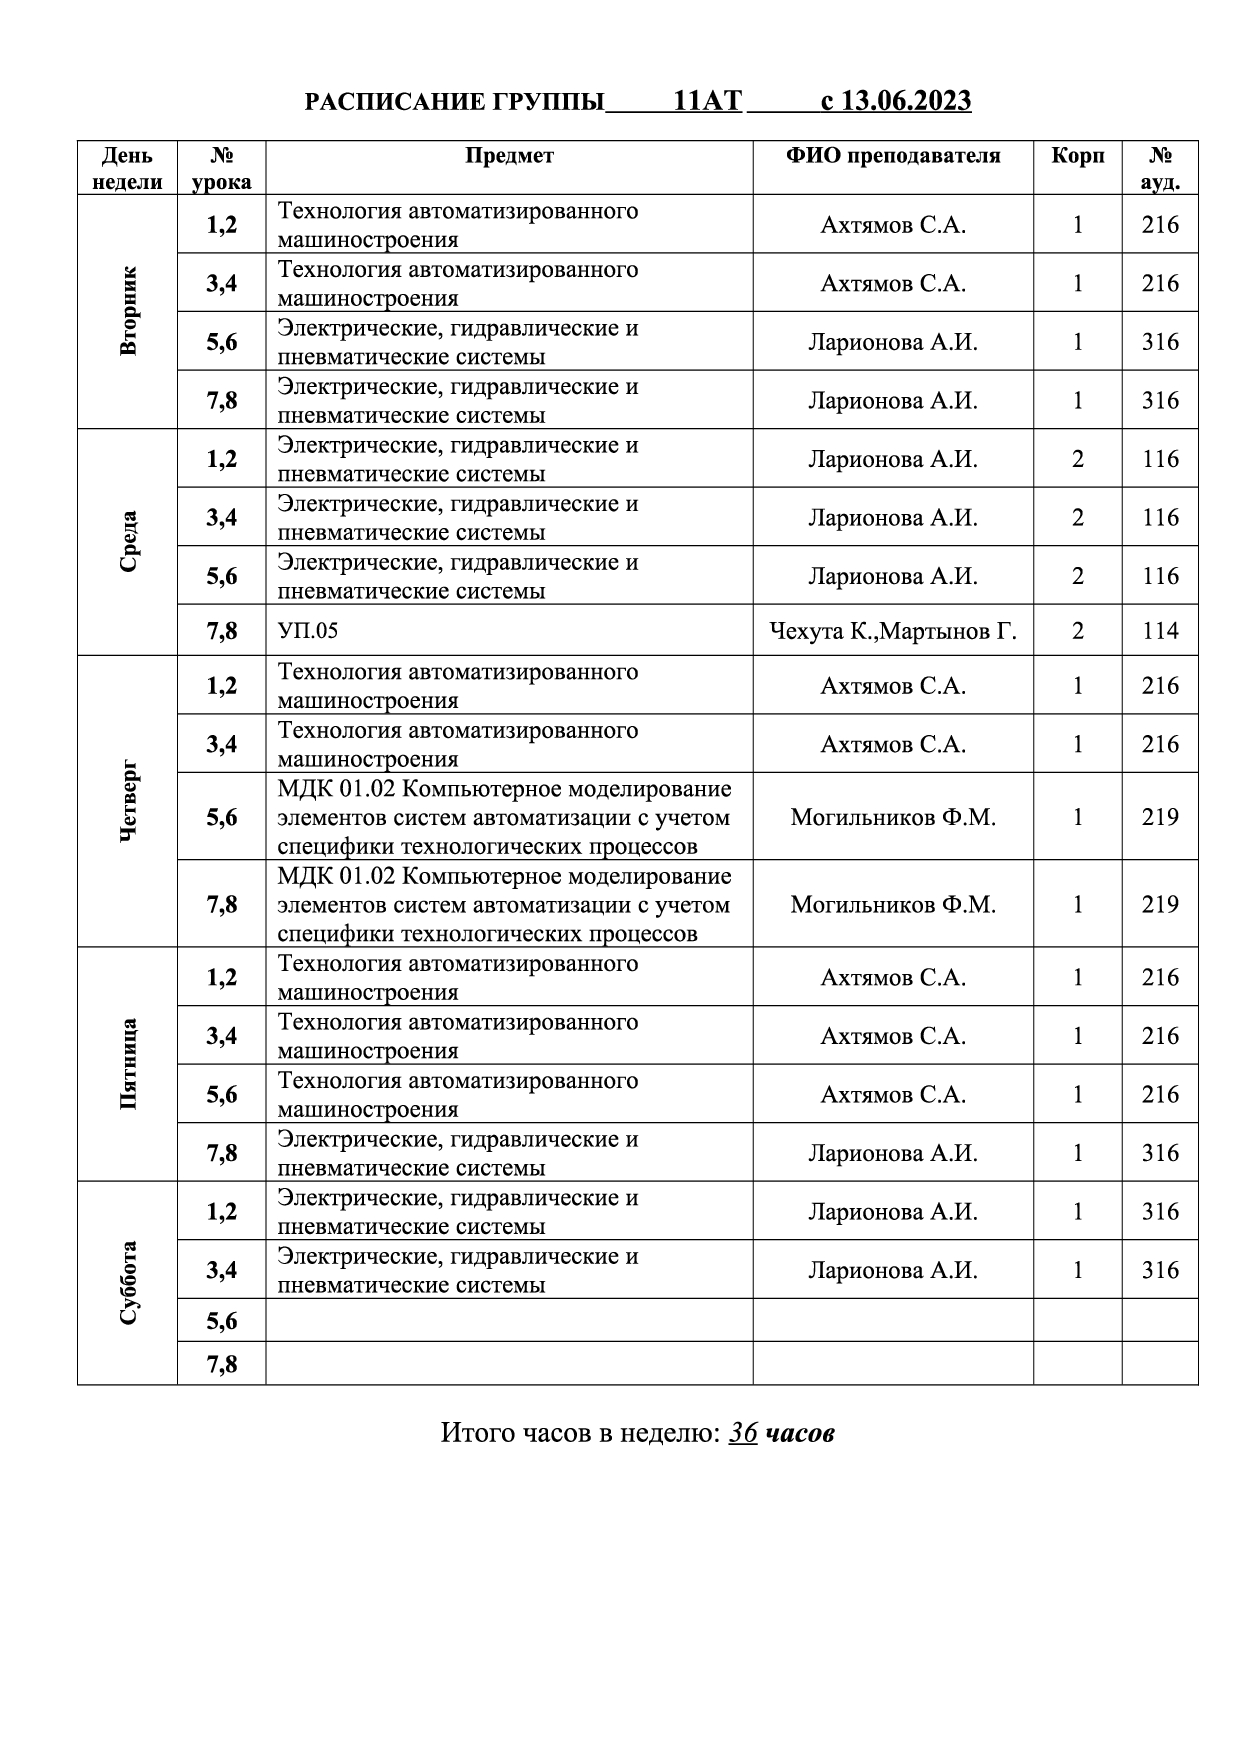 РАСПИСАНИЕ ГРУППЫ_____11АТ_____с 13.06.2023
День недели № урока Предмет ФИО преподавателя Корп № ауд.
Вторник
1,2 Технология автоматизированного машиностроения Ахтямов С.А. 1 216
3,4 Технология автоматизированного машиностроения Ахтямов С.А. 1 216
5,6 Электрические, гидравлические и пневматические системы Ларионова А.И. 1 316
7,8 Электрические, гидравлические и пневматические системы Ларионова А.И. 1 316
Среда
1,2 Электрические, гидравлические и пневматические системы Ларионова А.И. 2 116
3,4 Электрические, гидравлические и пневматические системы Ларионова А.И. 2 116
5,6 Электрические, гидравлические и пневматические системы Ларионова А.И. 2 116
7,8 УП.05 Чехута К.,Мартынов Г. 2 114
Четверг
1,2 Технология автоматизированного машиностроения Ахтямов С.А. 1 216
3,4 Технология автоматизированного машиностроения Ахтямов С.А. 1 216
5,6 МДК 01.02 Компьютерное моделирование элементов систем автоматизации с учетом специфики технологических процессов Могильников Ф.М. 1 219
7,8 МДК 01.02 Компьютерное моделирование элементов систем автоматизации с учетом специфики технологических процессов Могильников Ф.М. 1 219
Пятница
1,2 Технология автоматизированного машиностроения Ахтямов С.А. 1 216
3,4 Технология автоматизированного машиностроения Ахтямов С.А. 1 216
5,6 Технология автоматизированного машиностроения Ахтямов С.А. 1 216
7,8 Электрические, гидравлические и пневматические системы Ларионова А.И. 1 316
Суббота
1,2 Электрические, гидравлические и пневматические системы Ларионова А.И. 1 316
3,4 Электрические, гидравлические и пневматические системы Ларионова А.И. 1 316
5,6
7,8
Итого часов в неделю: 36 часов